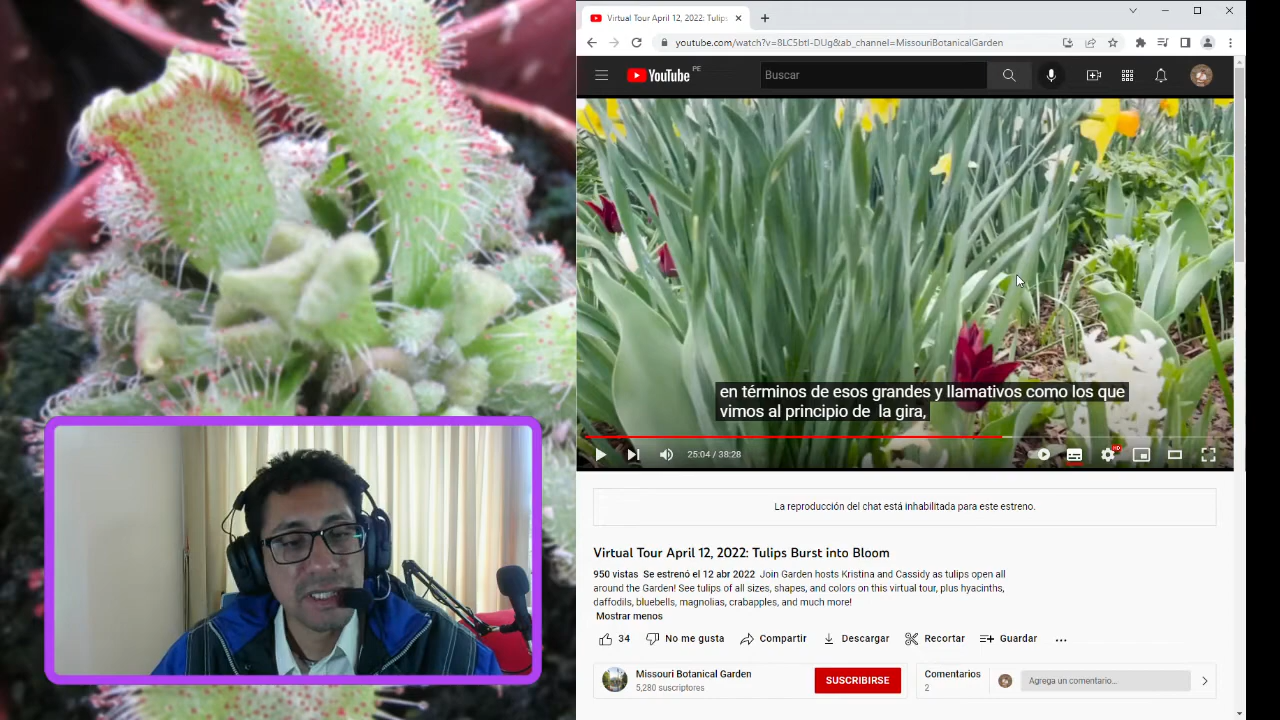 Virtual Tour April 12, 2022: Tulips
youtube.com/watch?v=8LC5btI-DUg&ab_channel=MissouriBotanicalGarden
YouTube PE
Buscar
en términos de esos grandes y llamativos como los que
vimos al principio de la gira,
25:04 / 38:28
HD
La reproducción del chat está inhabilitada para este estreno.
Virtual Tour April 12, 2022: Tulips Burst into Bloom
950 vistas Se estrenó el 12 abr 2022 Join Garden hosts Kristina and Cassidy as tulips open all
around the Garden! See tulips of all sizes, shapes, and colors on this virtual tour, plus hyacinths,
daffodils, bluebells, magnolias, crabapples, and much more!
Mostrar menos
34 No me gusta Compartir Descargar Recortar Guardar ...
Missouri Botanical Garden
5,280 suscriptores
SUSCRIBIRSE
Comentarios
2
Agrega un comentario...